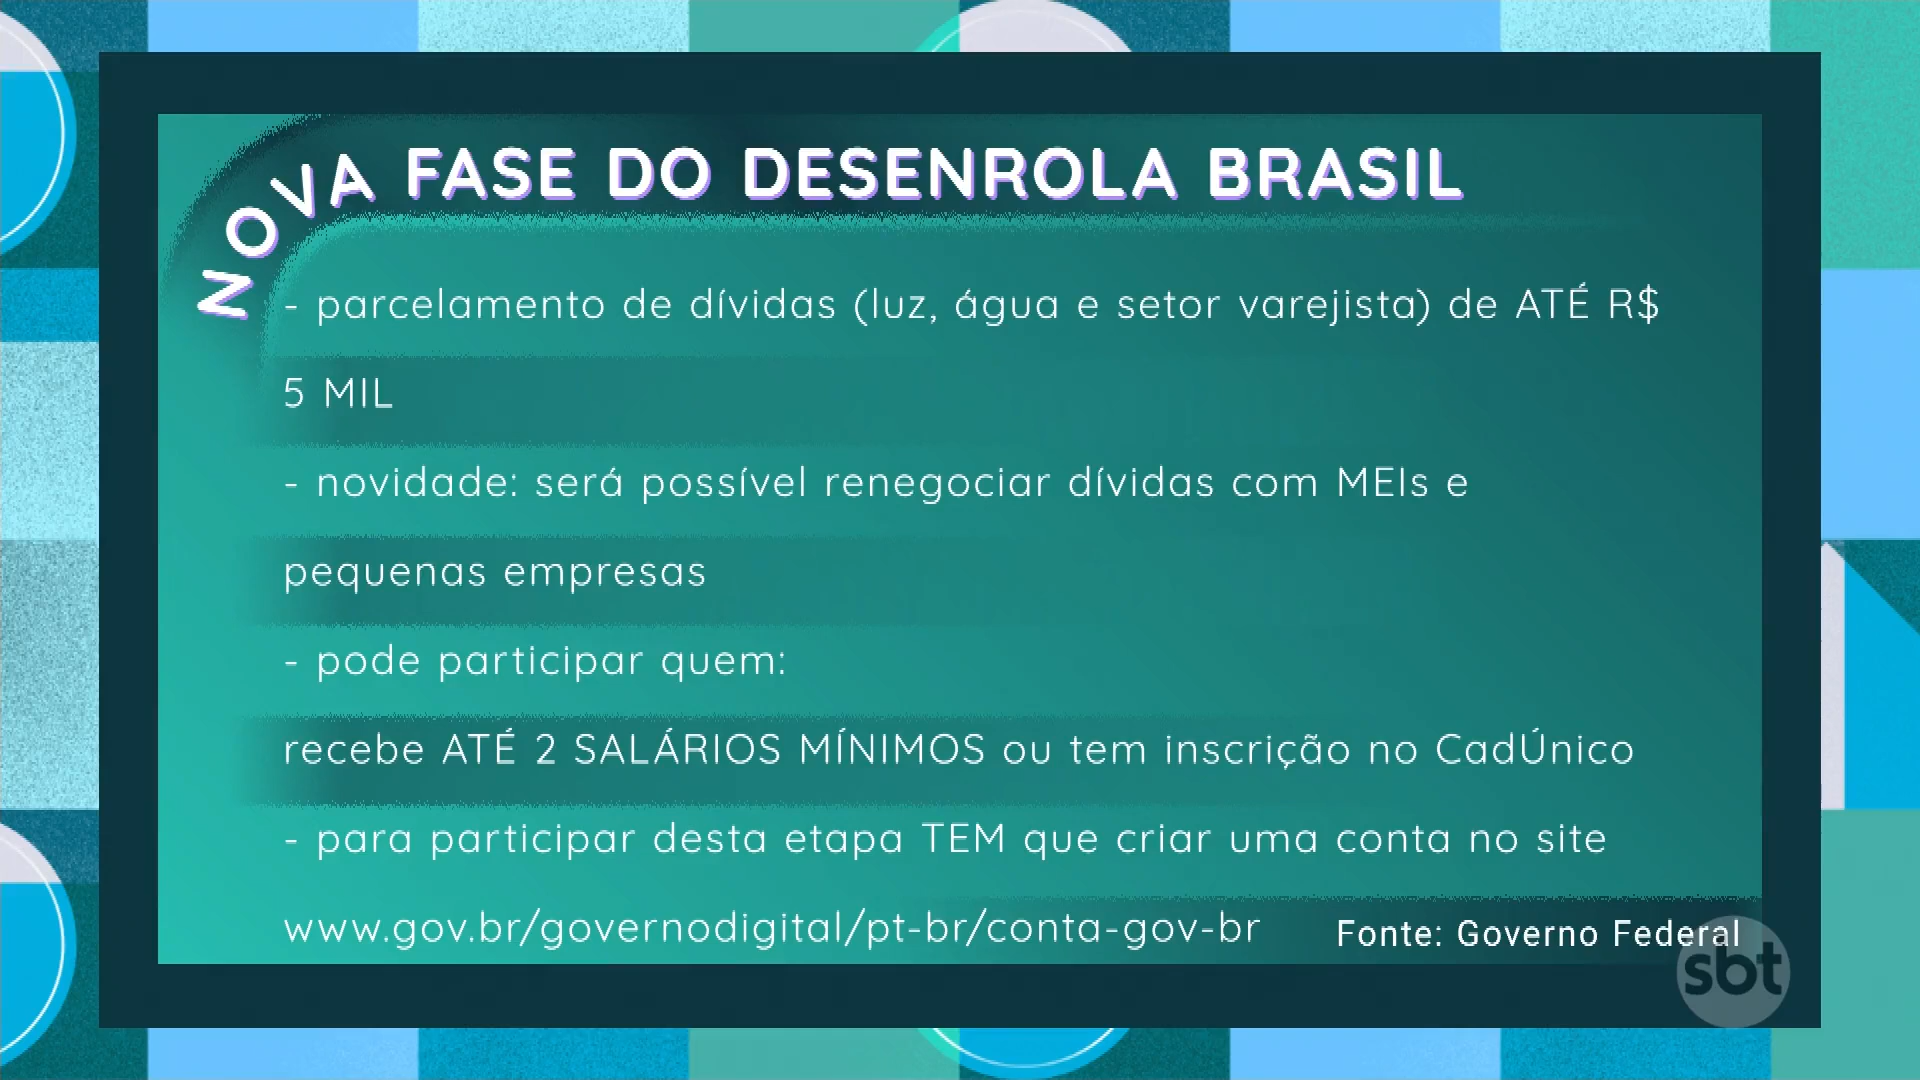 NOVA FASE DO DESENROLA BRASIL
- parcelamento de dívidas (luz, água e setor varejista) de ATÉ R$
5 MIL
- novidade: será possível renegociar dívidas com MEIs e
pequenas empresas
- pode participar quem:
recebe ATÉ 2 SALÁRIOS MÍNIMOS ou tem inscrição no CadÚnico
- para participar desta etapa TEM que criar uma conta no site
www.gov.br/governodigital/pt-br/conta-gov-br
Fonte: Governo Federal
sbt